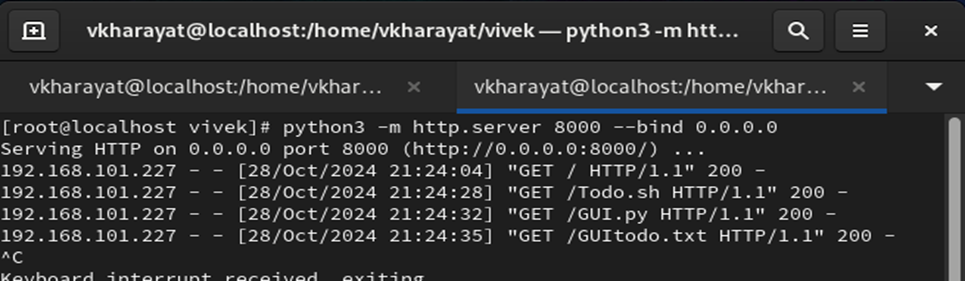 vkharayat@localhost:/home/vkharayat/vivek — python3 -m htt...
vkharayat@localhost:/home/vkhar...
vkharayat@localhost:/home/vkhar...
[root@localhost vivek]# python3 -m http.server 8000 --bind 0.0.0.0
Serving HTTP on 0.0.0.0 port 8000 (http://0.0.0.0:8000/) ...
192.168.101.227 - - [28/Oct/2024 21:24:04] "GET / HTTP/1.1" 200 -
192.168.101.227 - - [28/Oct/2024 21:24:28] "GET /Todo.sh HTTP/1.1" 200 -
192.168.101.227 - - [28/Oct/2024 21:24:32] "GET /GUI.py HTTP/1.1" 200 -
192.168.101.227 - - [28/Oct/2024 21:24:35] "GET /GUItodo.txt HTTP/1.1" 200 -
^C
Keyboard interrupt received, exiting